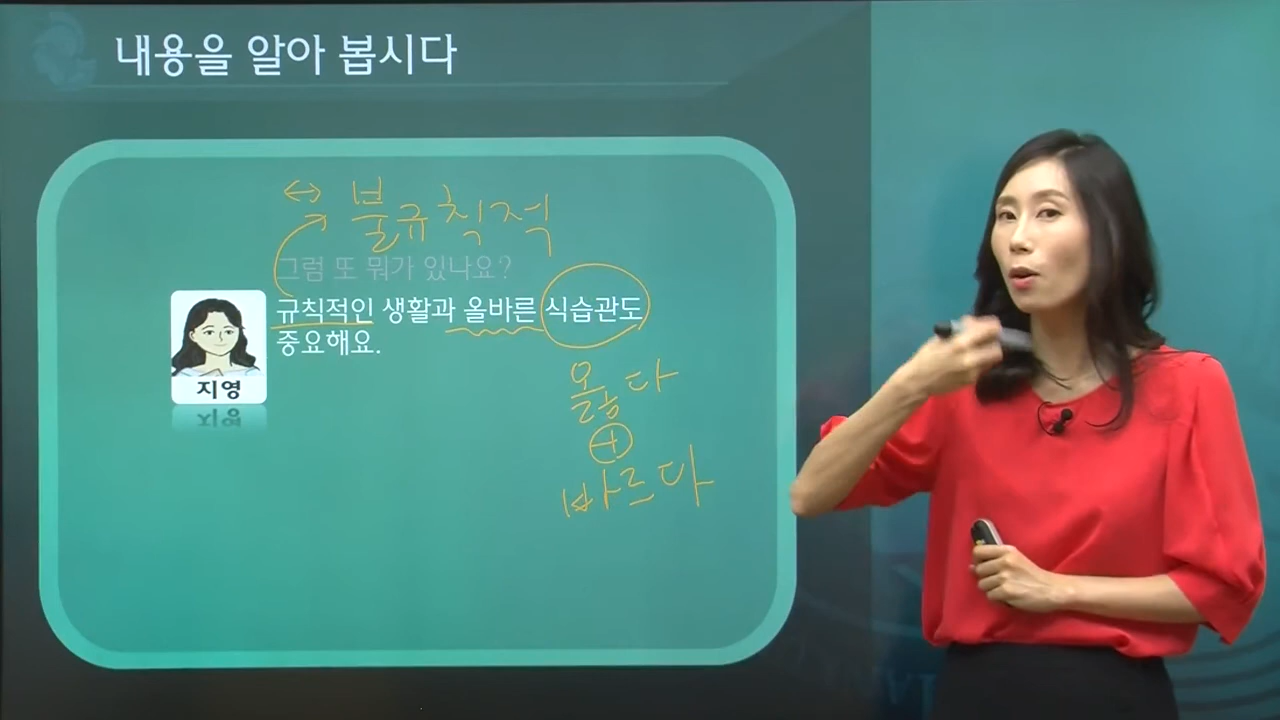 내용을 알아 봅시다
↔ 불규칙적
그럼 또 뭐가 있나요?
규칙적인 생활과 올바른 식습관도
중요해요.
지영
옳다
+
바르다